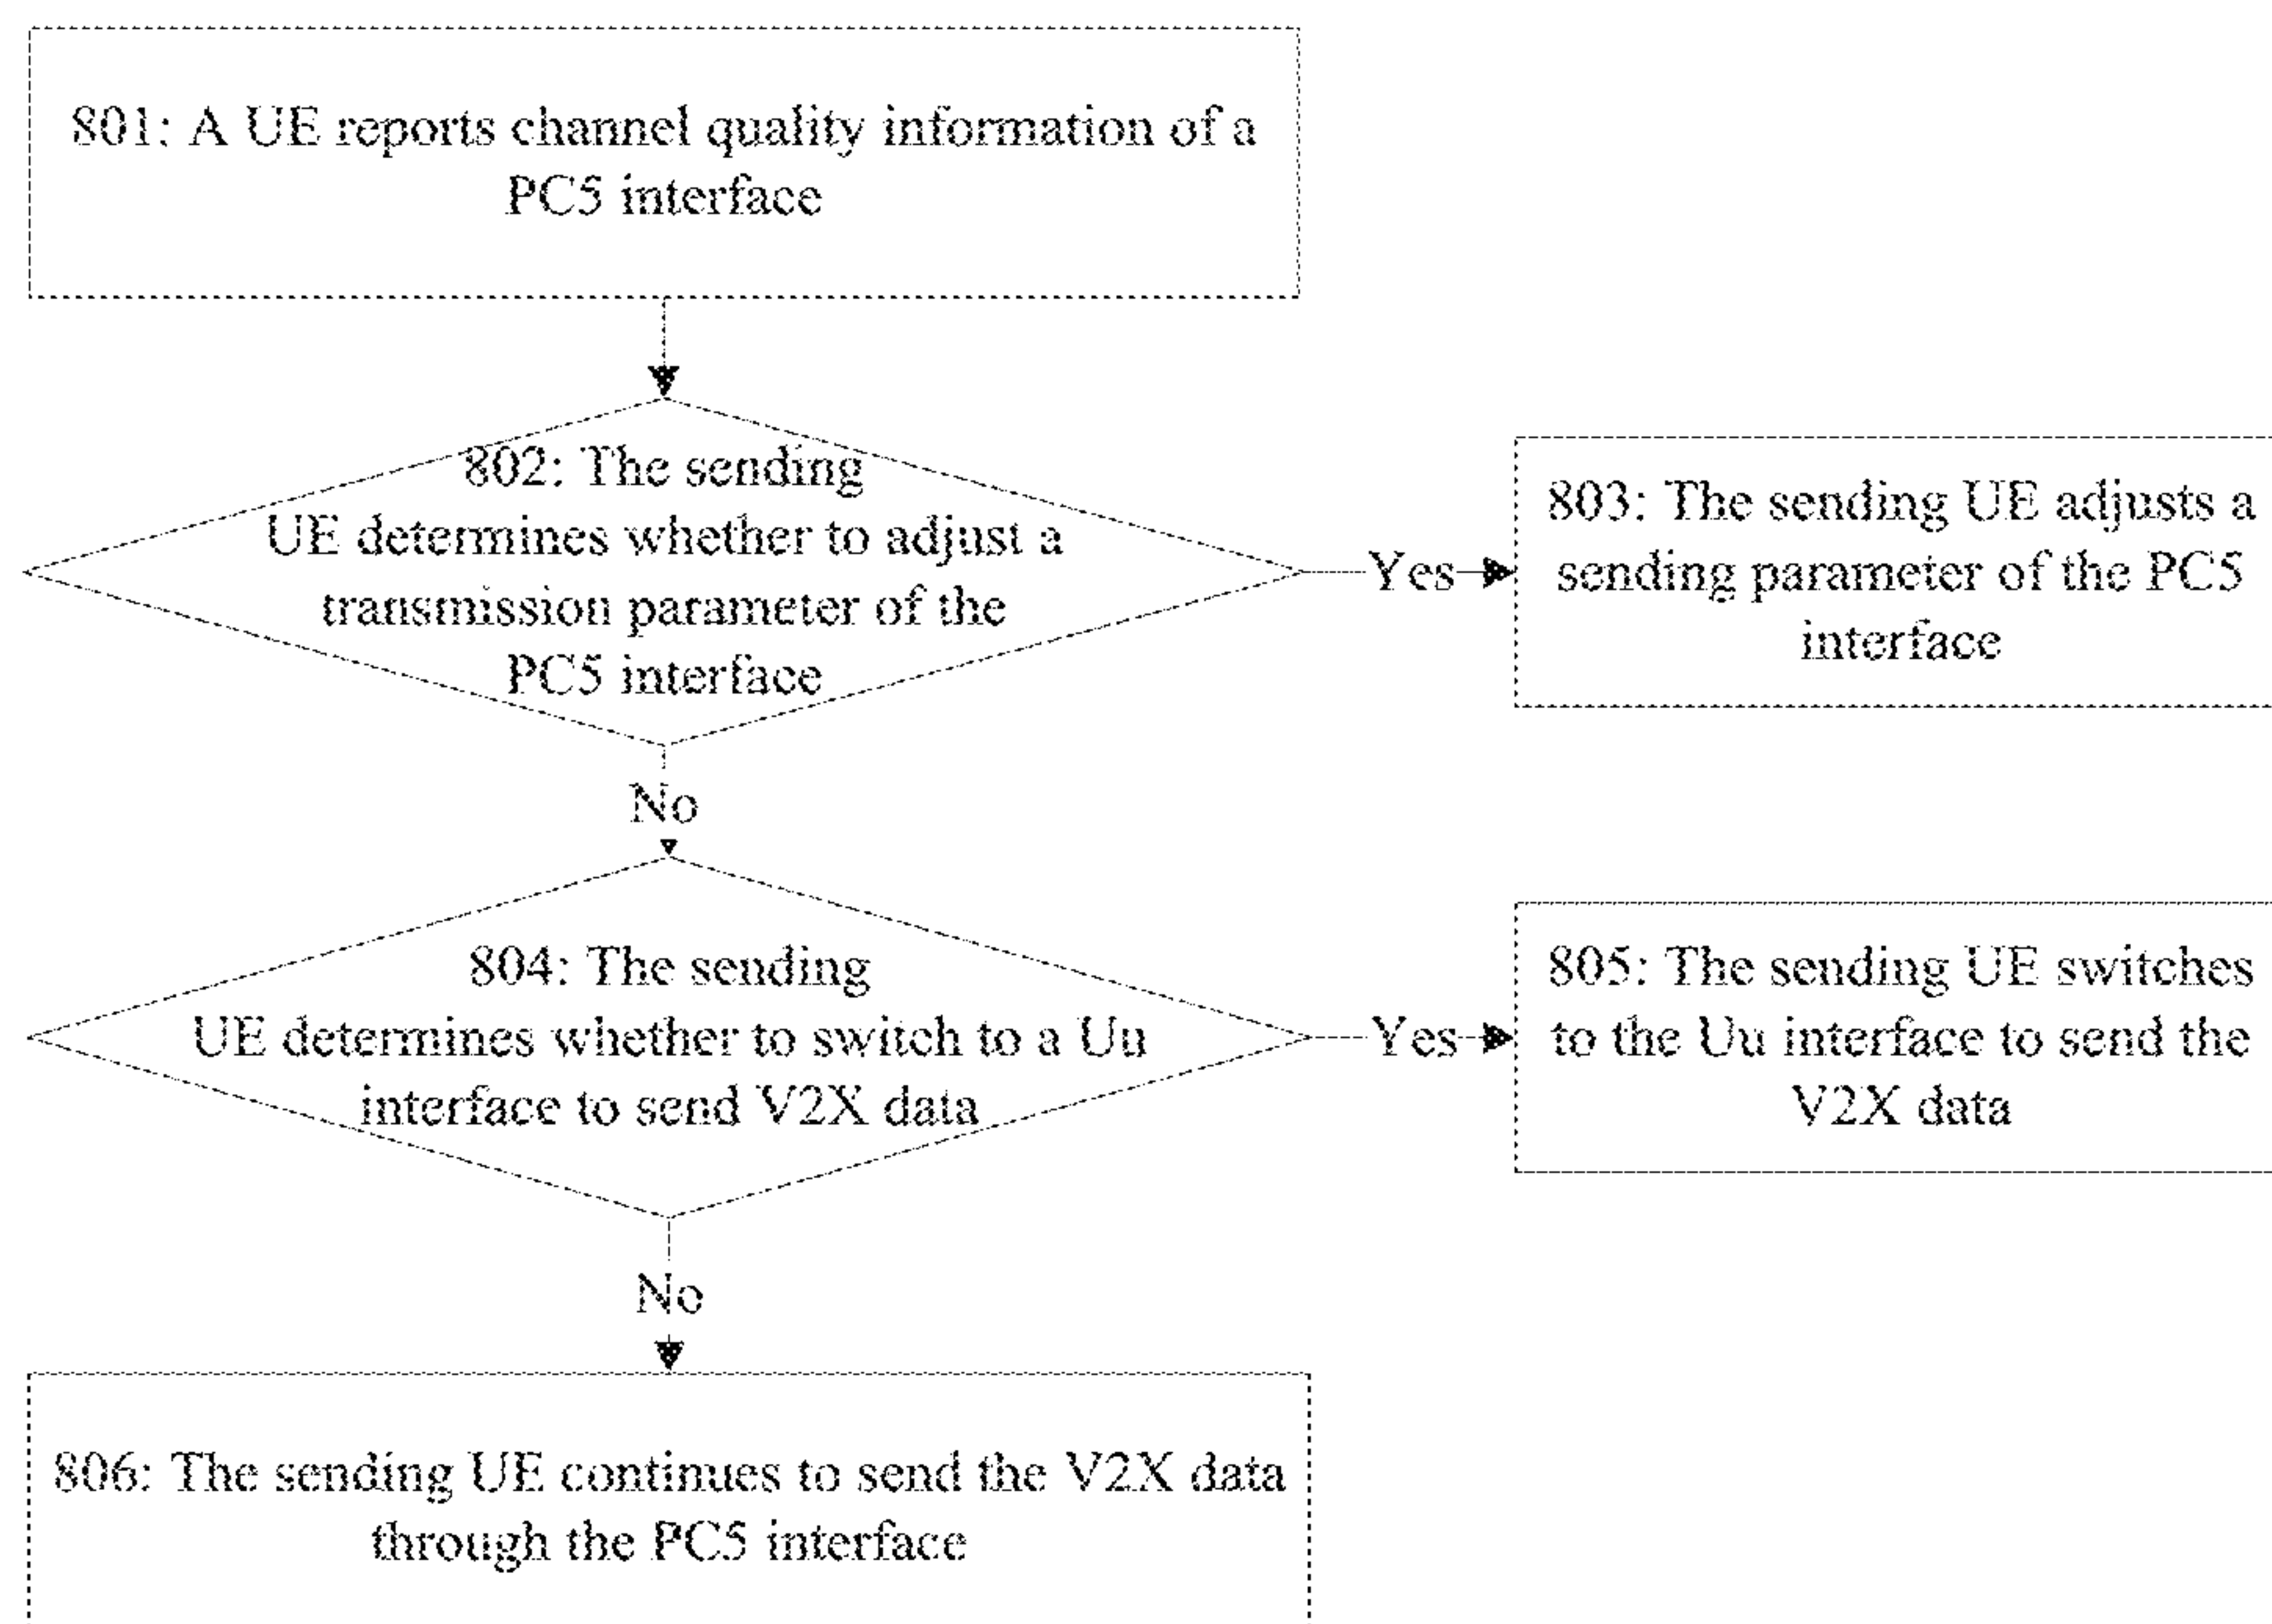 801: A UE reports channel quality information of a
PC5 interface
802: The sending
UE determines whether to adjust a
transmission parameter of the
PC5 interface
Yes
803: The sending UE adjusts a
sending parameter of the PC5
interface
No
804: The sending
UE determines whether to switch to a Uu
interface to send V2X data
Yes
805: The sending UE switches
to the Uu interface to send the
V2X data
No
806: The sending UE continues to send the V2X data
through the PC5 interface